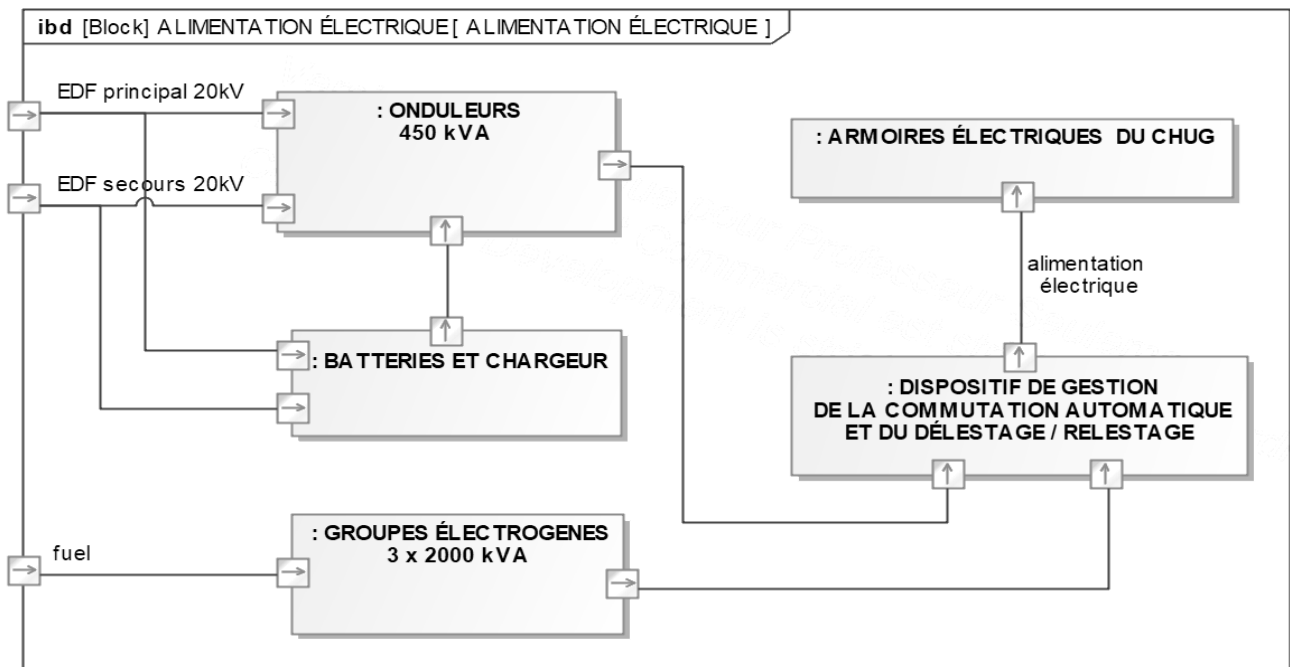 ibd [Block] ALIMENTATION ÉLECTRIQUE [ ALIMENTATION ÉLECTRIQUE ]
EDF principal 20kV
: ONDULEURS
450 kVA
: ARMOIRES ÉLECTRIQUES DU CHUG
EDF secours 20kV
alimentation
électrique
: BATTERIES ET CHARGEUR
: DISPOSITIF DE GESTION
DE LA COMMUTATION AUTOMATIQUE
ET DU DÉLESTAGE / RELESTAGE
: GROUPES ÉLECTROGENES
3 x 2000 kVA
fuel